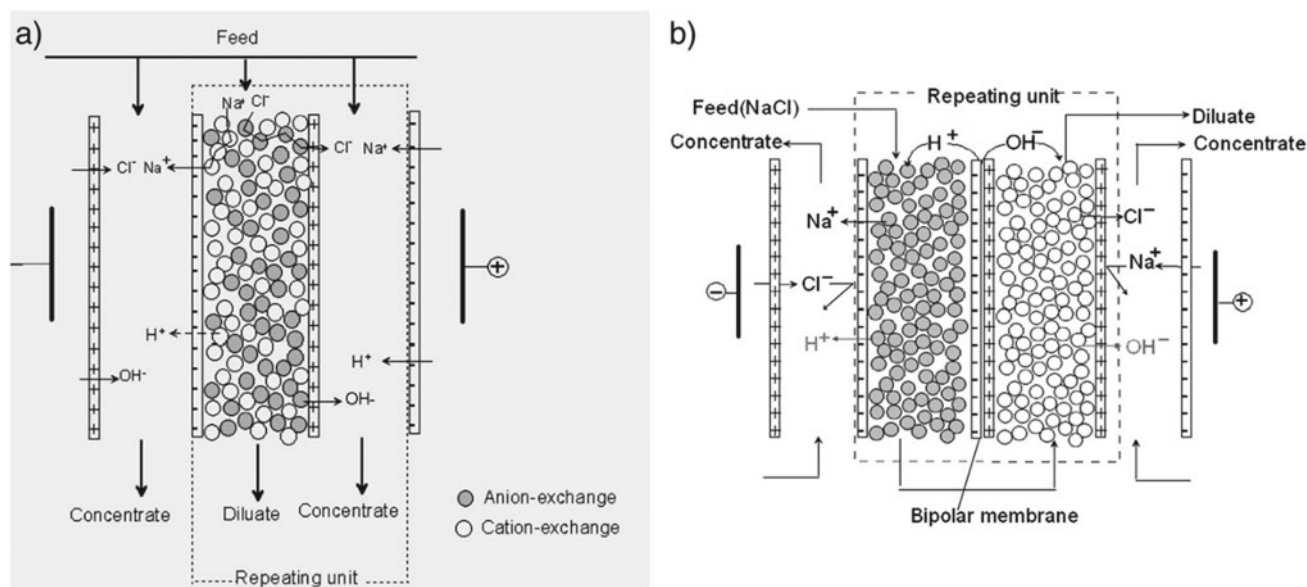 a)
Feed
Na⁺ Cl⁻
Cl⁻ Na⁺
Cl⁻ Na⁺
H⁺
H⁺
OH-
OH-
−
+
Concentrate
Diluate
Concentrate
Anion-exchange
Cation-exchange
Repeating unit
b)
Repeating unit
Feed(NaCl)
Diluate
Concentrate
Concentrate
H⁺
OH⁻
Na⁺
Cl⁻
Na⁺
Cl⁻
H⁺
OH⁻
−
+
Bipolar membrane